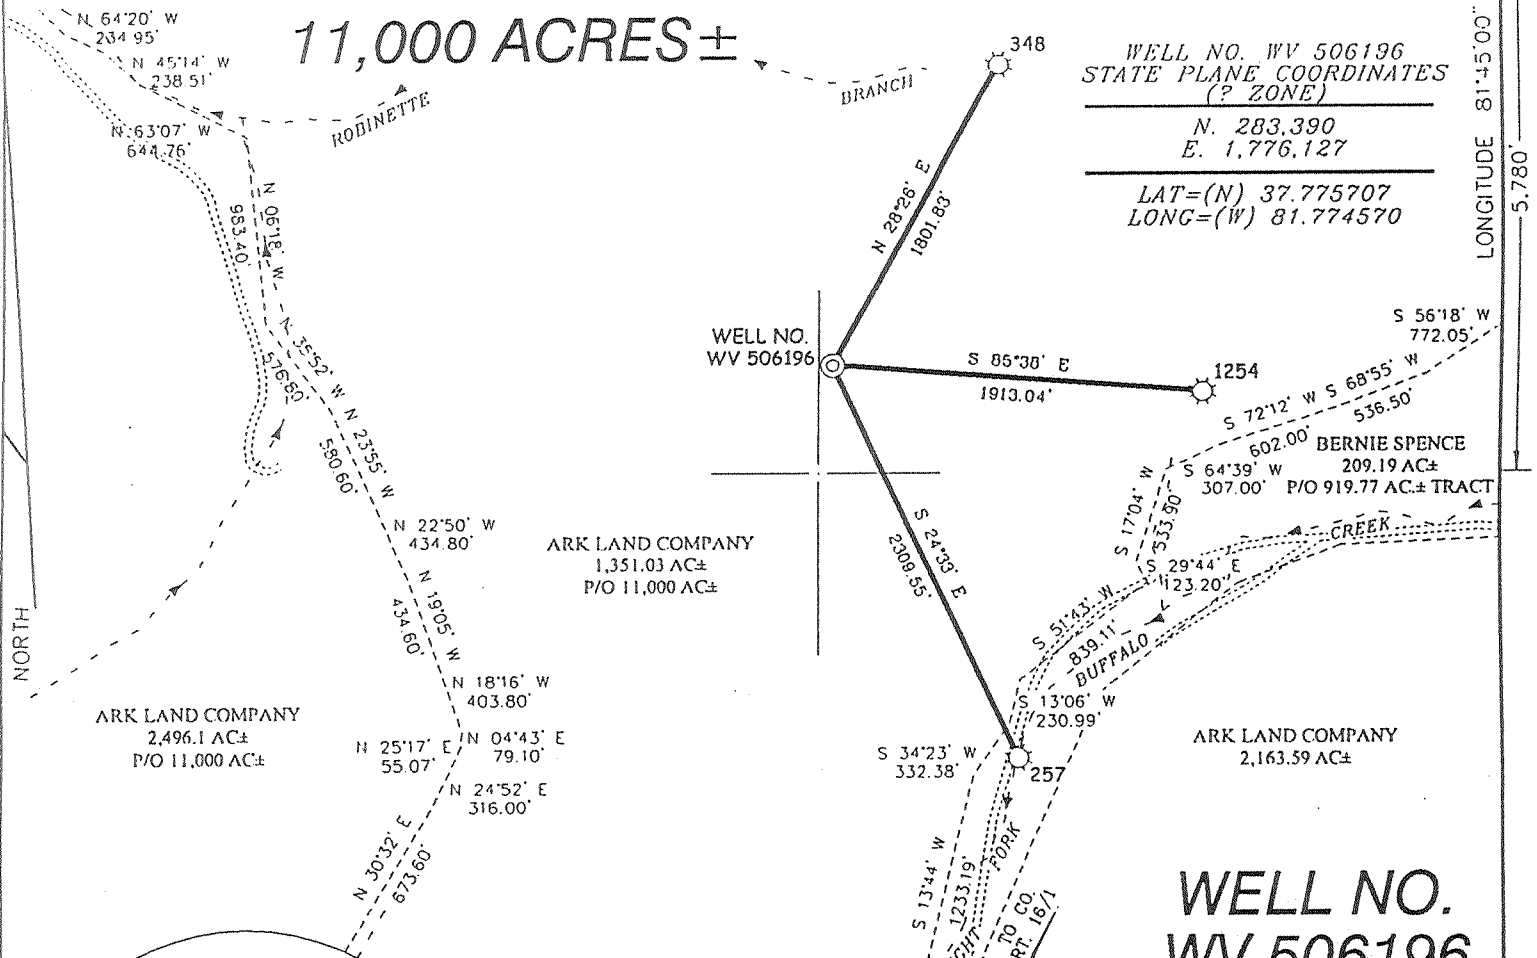 11,000 ACRES±
N 64°20' W
234.95'
N 45°14' W
238.51'
N 63°07' W
644.76'
RODINETTE
BRANCH
348
WELL NO. WV 506196
STATE PLANE COORDINATES
(? ZONE)
N. 283,390
E. 1,776,127
LAT=(N) 37.775707
LONG=(W) 81.774570
LONGITUDE 81°45'00"
5,780'
N 06°18' W
983.40'
N 28°26' E
1801.83'
WELL NO.
WV 506196
S 85°38' E
1913.04'
1254
S 56°18' W
772.05'
S 68°55' W
536.50'
S 72°12' W
602.00'
N 35°52' W
576.80'
N 23°55' W
580.60'
BERNIE SPENCE
209.19 AC±
P/O 919.77 AC.± TRACT
S 64°39' W
307.00'
S 17°04' W
533.90'
CREEK
N 22°50' W
434.80'
ARK LAND COMPANY
1,351.03 AC±
P/O 11,000 AC±
S 24°33' E
2309.55'
S 29°44' E
123.20'
N 19°05' W
434.60'
S 51°43' W
839.11'
BUFFALO
NORTH
N 18°16' W
403.80'
S 13°06' W
230.99'
ARK LAND COMPANY
2,496.1 AC±
P/O 11,000 AC±
N 25°17' E
55.07'
N 04°43' E
79.10'
S 34°23' W
332.38'
257
ARK LAND COMPANY
2,163.59 AC±
N 24°52' E
316.00'
N 30°32' E
673.60'
S 13°44' W
1233.19'
FORK
GHT
TO CO.
RT. 16/1
WELL NO.
WV 506196